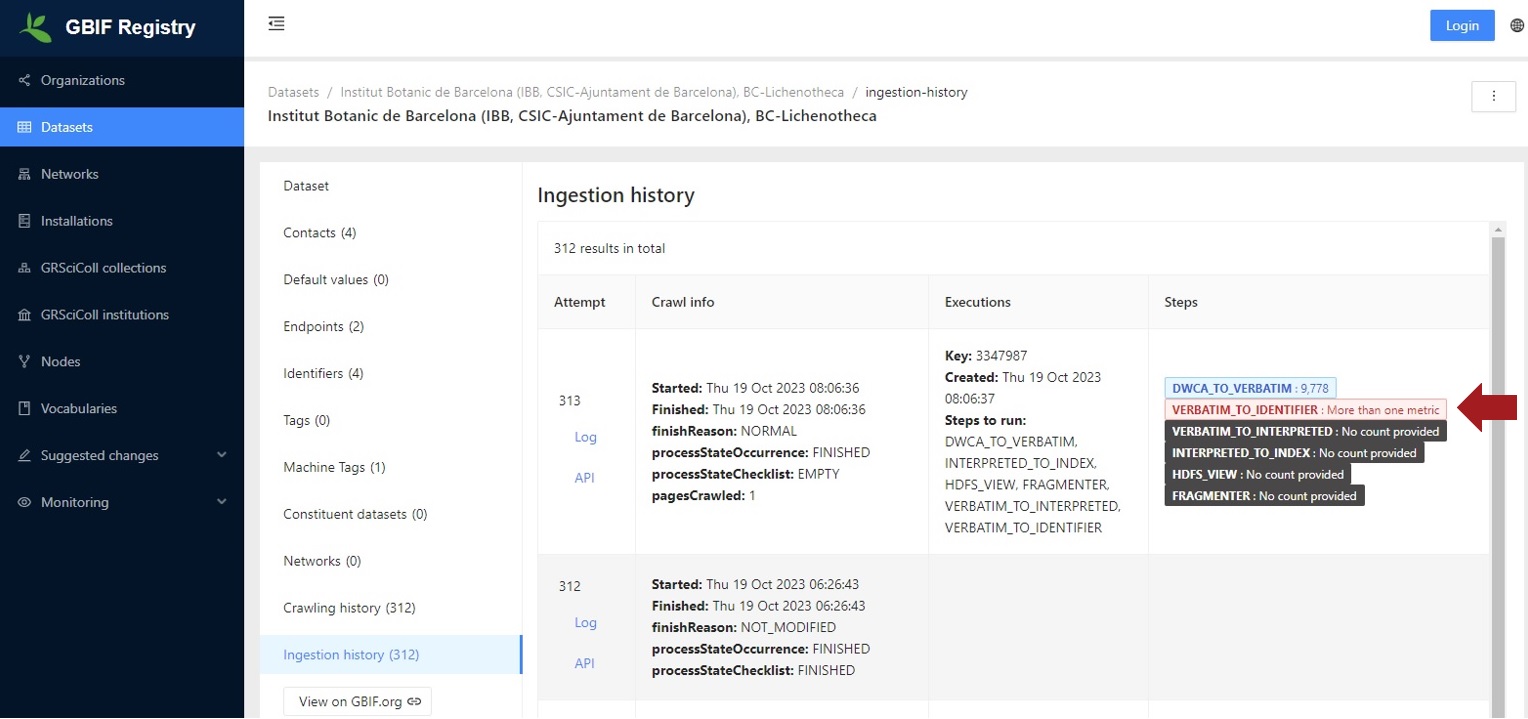 GBIF Registry
Login
Organizations
Datasets
Networks
Installations
GRSciColl collections
GRSciColl institutions
Nodes
Vocabularies
Suggested changes
Monitoring
Datasets / Institut Botanic de Barcelona (IBB, CSIC-Ajuntament de Barcelona), BC-Lichenotheca / ingestion-history
Institut Botanic de Barcelona (IBB, CSIC-Ajuntament de Barcelona), BC-Lichenotheca
Dataset
Contacts (4)
Default values (0)
Endpoints (2)
Identifiers (4)
Tags (0)
Machine Tags (1)
Constituent datasets (0)
Networks (0)
Crawling history (312)
Ingestion history (312)
View on GBIF.org
Ingestion history
312 results in total
Attempt Crawl info Executions Steps
313
Log
API
Started: Thu 19 Oct 2023 08:06:36
Finished: Thu 19 Oct 2023 08:06:36
finishReason: NORMAL
processStateOccurrence: FINISHED
processStateChecklist: EMPTY
pagesCrawled: 1
Key: 3347987
Created: Thu 19 Oct 2023
08:06:37
Steps to run:
DWCA_TO_VERBATIM,
INTERPRETED_TO_INDEX,
HDFS_VIEW, FRAGMENTER,
VERBATIM_TO_INTERPRETED,
VERBATIM_TO_IDENTIFIER
DWCA_TO_VERBATIM : 9,778
VERBATIM_TO_IDENTIFIER : More than one metric
VERBATIM_TO_INTERPRETED : No count provided
INTERPRETED_TO_INDEX : No count provided
HDFS_VIEW : No count provided
FRAGMENTER : No count provided
312
Log
API
Started: Thu 19 Oct 2023 06:26:43
Finished: Thu 19 Oct 2023 06:26:43
finishReason: NOT_MODIFIED
processStateOccurrence: FINISHED
processStateChecklist: FINISHED